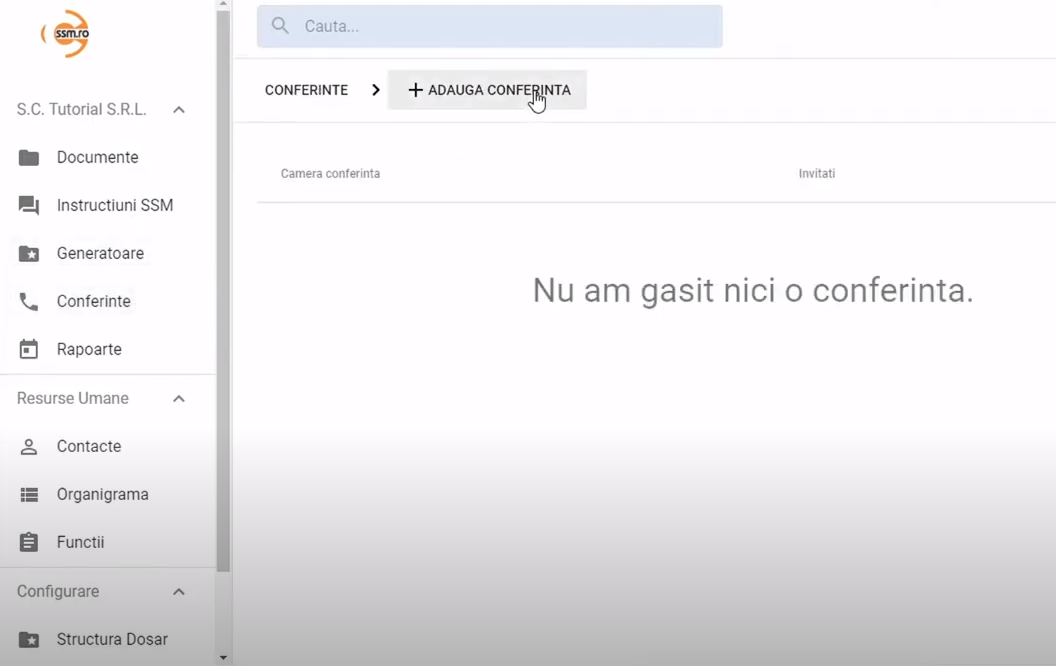 ssm.ro
Cauta...
CONFERINTE
ADAUGA CONFERINTA
S.C. Tutorial S.R.L.
Documente
Instructiuni SSM
Generatoare
Conferinte
Rapoarte
Resurse Umane
Contacte
Organigrama
Functii
Configurare
Structura Dosar
Camera conferinta
Invitati
Nu am gasit nici o conferinta.